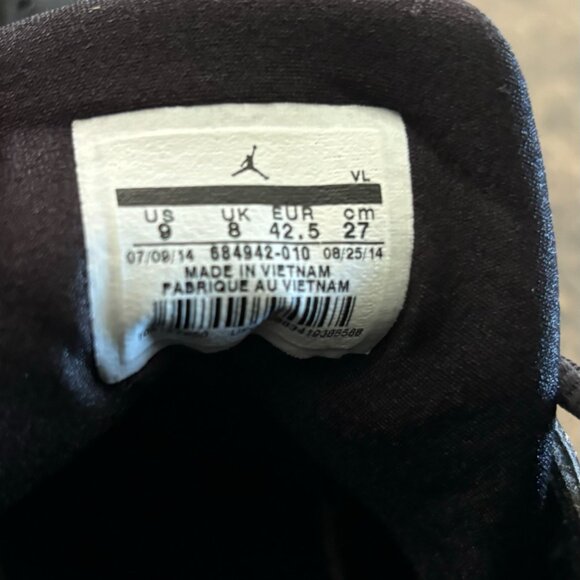 VL
US UK EUR cm
9 8 42.5 27
07/09/14 684942-010 08/25/14
MADE IN VIETNAM
FABRIQUE AU VIETNAM